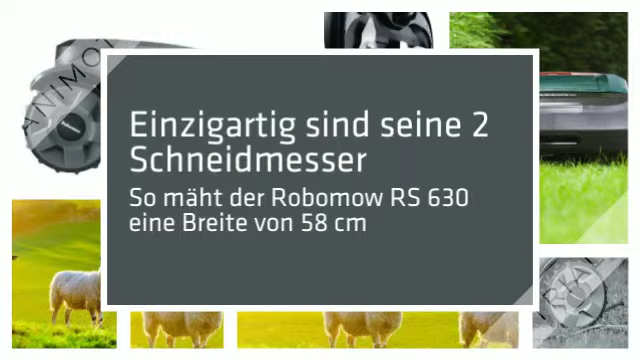 Einzigartig sind seine 2
Schneidmesser
So mäht der Robomow RS 630
eine Breite von 58 cm